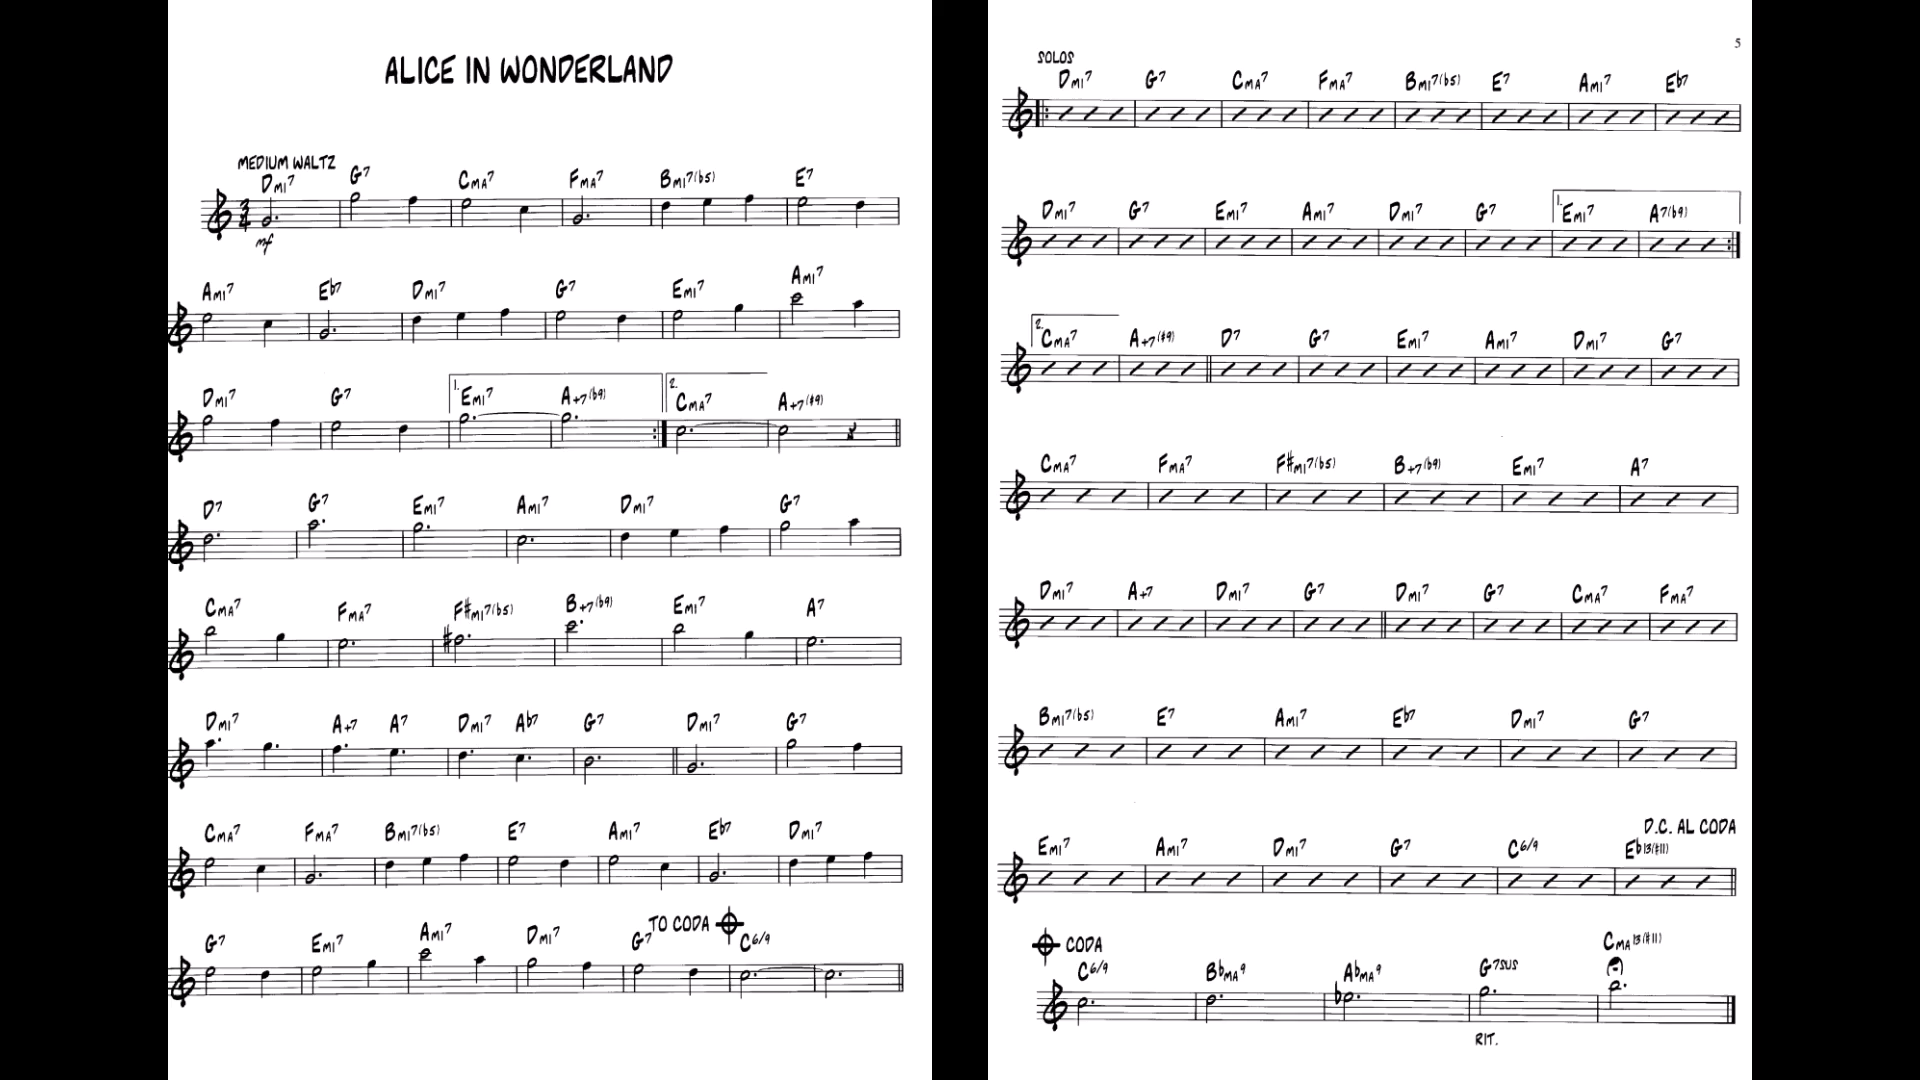 ALICE IN WONDERLAND
MEDIUM WALTZ
Dmi7 G7 Cma7 Fma7 Bmi7(b5) E7
mf
Ami7 Eb7 Dmi7 G7 Emi7 Ami7
1. 2.
Dmi7 G7 Emi7 A+7(b9) Cma7 A+7(#9)
D7 G7 Emi7 Ami7 Dmi7 G7
Cma7 Fma7 F#mi7(b5) B+7(b9) Emi7 A7
Dmi7 A+7 A7 Dmi7 Ab7 G7 Dmi7 G7
Cma7 Fma7 Bmi7(b5) E7 Ami7 Eb7 Dmi7
TO CODA
G7 Emi7 Ami7 Dmi7 G7 C6/9
5
SOLOS
Dmi7 G7 Cma7 Fma7 Bmi7(b5) E7 Ami7 Eb7
1.
Dmi7 G7 Emi7 Ami7 Dmi7 G7 Emi7 A7(b9)
2.
Cma7 A+7(#9) D7 G7 Emi7 Ami7 Dmi7 G7
Cma7 Fma7 F#mi7(b5) B+7(b9) Emi7 A7
Dmi7 A+7 Dmi7 G7 Dmi7 G7 Cma7 Fma7
Bmi7(b5) E7 Ami7 Eb7 Dmi7 G7
D.C. AL CODA
Emi7 Ami7 Dmi7 G7 C6/9 Eb13(#11)
CODA
C6/9 Bbma9 Abma9 G7sus Cma13(#11)
RIT.